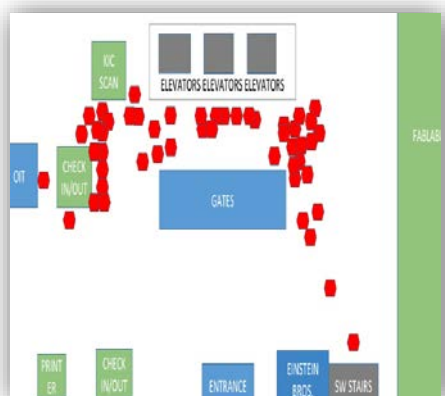 KIC
SCAN
ELEVATORS ELEVATORS ELEVATORS
FABLAB
OIT
CHECK
IN/OUT
GATES
PRINT
ER
CHECK
IN/OUT
ENTRANCE
EINSTEIN
BROS.
SW STAIRS